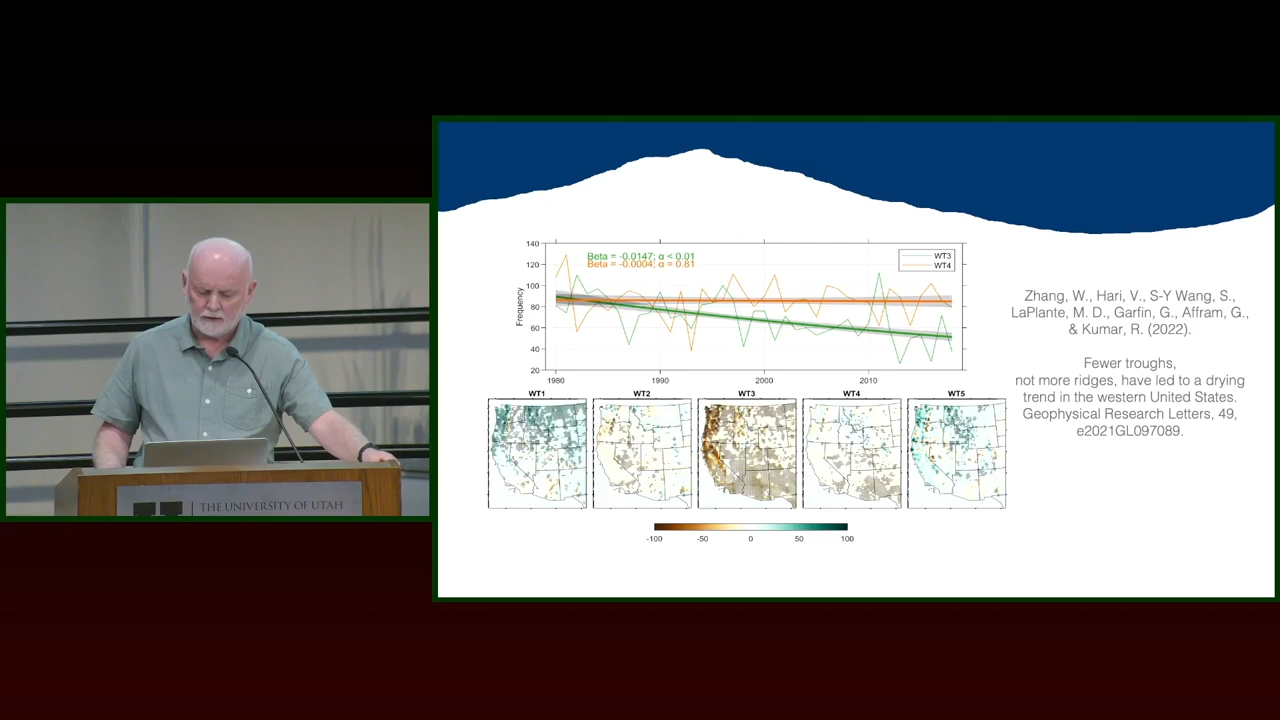 THE UNIVERSITY OF UTAH
140
120
100
80
60
40
20
Frequency
Beta = -0.0147; α < 0.01
Beta = -0.0004; α = 0.81
WT3
WT4
1980
1990
2000
2010
WT1
WT2
WT3
WT4
WT5
-100
-50
0
50
100
Zhang, W., Hari, V., S-Y Wang, S.,
LaPlante, M. D., Garfin, G., Affram, G.,
& Kumar, R. (2022).
Fewer troughs,
not more ridges, have led to a drying
trend in the western United States.
Geophysical Research Letters, 49,
e2021GL097089.